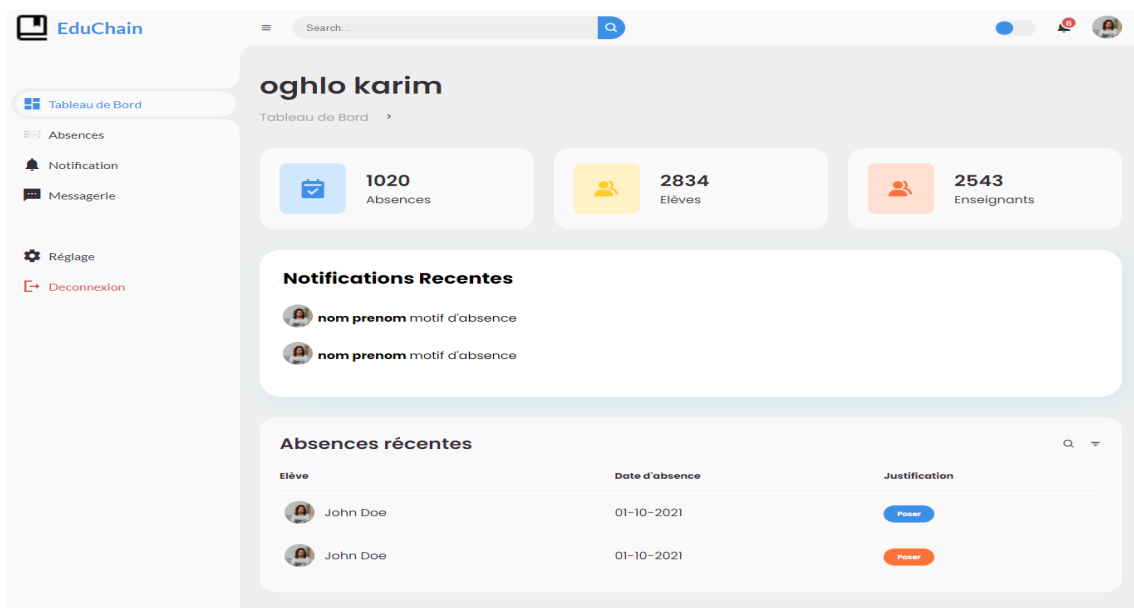 EduChain
Search...
8
Tableau de Bord
Absences
Notification
Messagerie
Réglage
Deconnexion
oghlo karim
Tableau de Bord >
1020
Absences
2834
Elèves
2543
Enseignants
Notifications Recentes
nom prenom motif d'absence
nom prenom motif d'absence
Absences récentes
Elève Date d'absence Justification
John Doe 01-10-2021 Poser
John Doe 01-10-2021 Poser